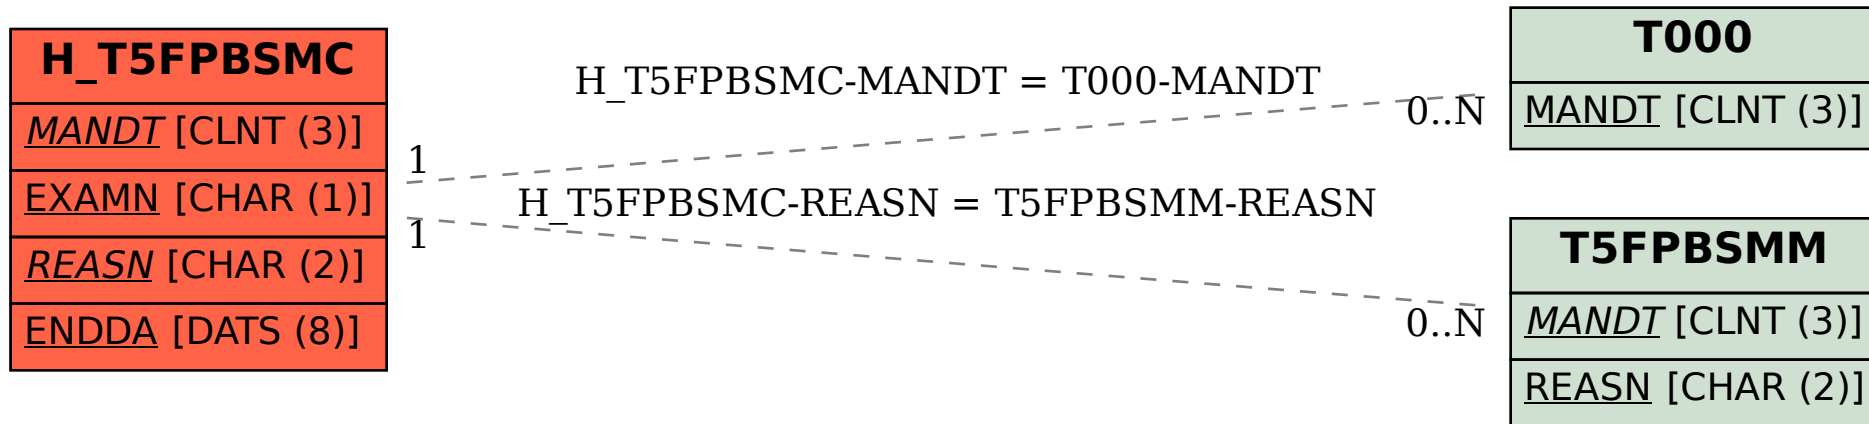 H_T5FPBSMC
MANDT [CLNT (3)]
EXAMN [CHAR (1)]
REASN [CHAR (2)]
ENDDA [DATS (8)]
H_T5FPBSMC-MANDT = T000-MANDT
1
0..N
H_T5FPBSMC-REASN = T5FPBSMM-REASN
1
0..N
T000
MANDT [CLNT (3)]
T5FPBSMM
MANDT [CLNT (3)]
REASN [CHAR (2)]